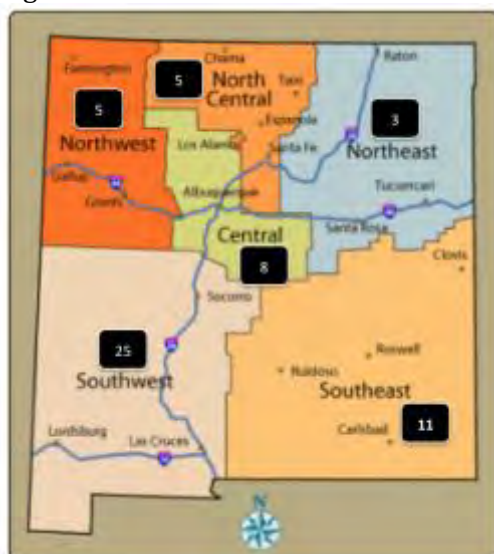 Raton
Chama
Farmington
5
North
Central
Taos
5
3
Northwest
Espanola
Los Alamos
Santa Fe
Northeast
Gallup
Grants
Albuquerque
Tucumcari
Santa Rosa
Central
Clovis
8
Socorro
25
Southwest
Roswell
Ruidoso
Southeast
Lordsburg
Las Cruces
Carlsbad
11
N